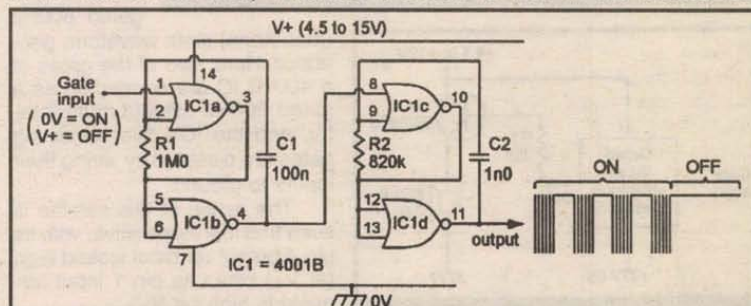 V+ (4.5 to 15V)
Gate
input
( 0V = ON
V+ = OFF )
1
2
14
IC1a
3
R1
1M0
C1
100n
5
6
IC1b
4
7
IC1 = 4001B
8
9
IC1c
10
R2
820k
C2
1n0
12
13
IC1d
11
output
ON
OFF
0V